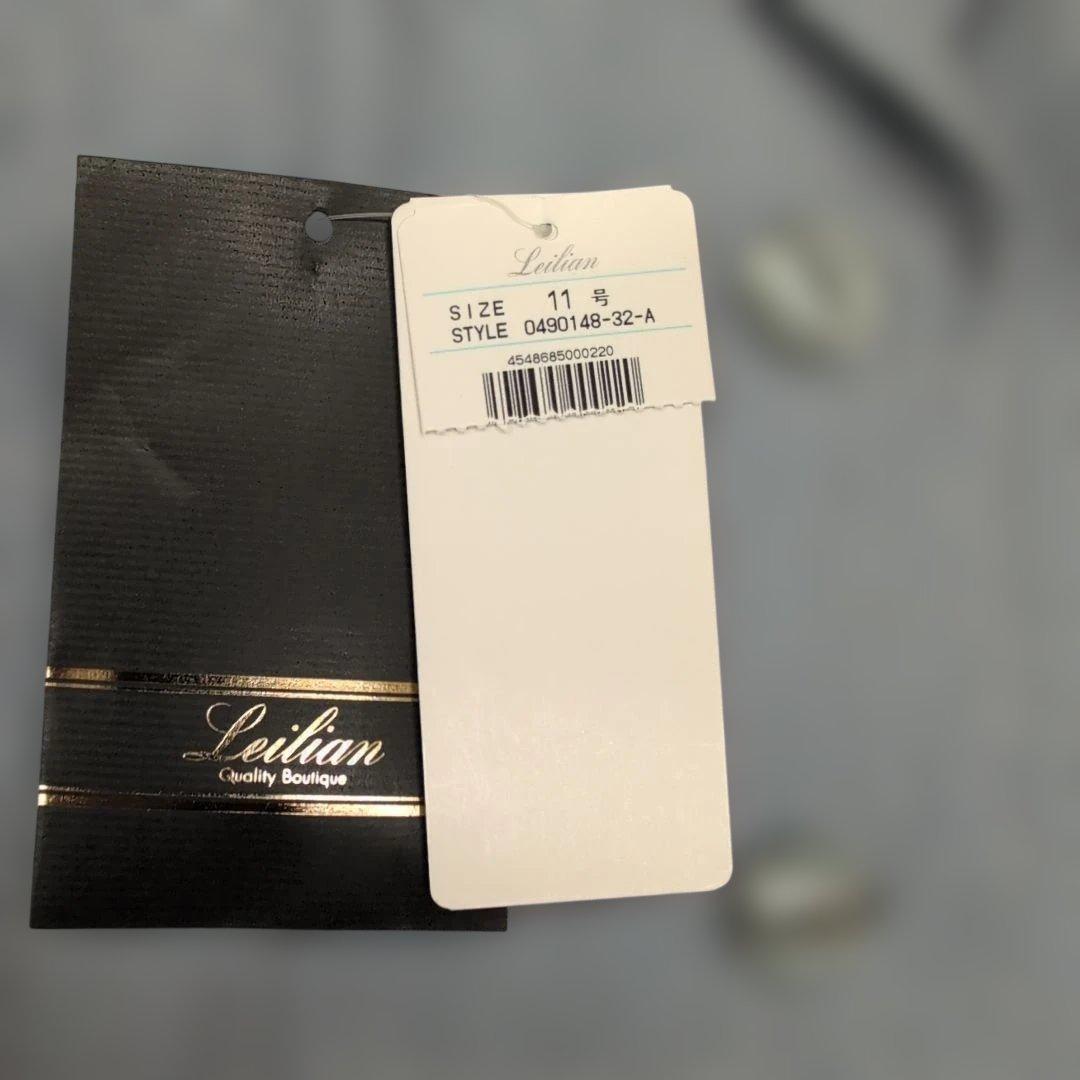 Leilian
SIZE 11 号
STYLE 0490148-32-A
4548685000220
Leilian
Quality Boutique